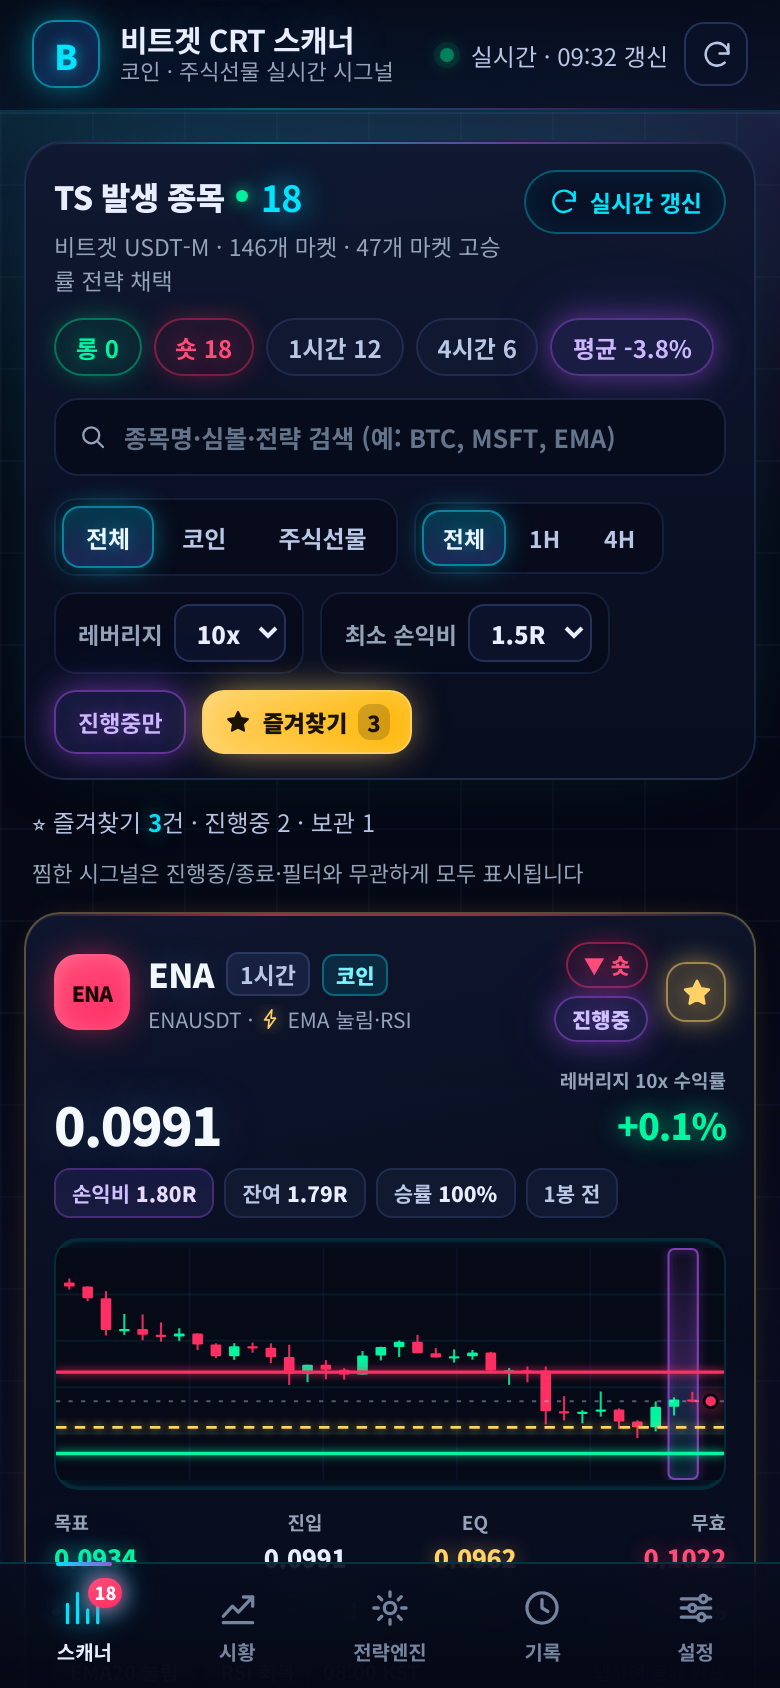 B
비트겟 CRT 스캐너
코인 · 주식선물 실시간 시그널
실시간 · 09:32 갱신
TS 발생 종목 • 18
실시간 갱신
비트겟 USDT-M · 146개 마켓 · 47개 마켓 고승
률 전략 채택
롱 0
숏 18
1시간 12
4시간 6
평균 -3.8%
종목명·심볼·전략 검색 (예: BTC, MSFT, EMA)
전체 코인 주식선물
전체 1H 4H
레버리지 10x
최소 손익비 1.5R
진행중만
★ 즐겨찾기 3
☆ 즐겨찾기 3건 · 진행중 2 · 보관 1
찜한 시그널은 진행중/종료·필터와 무관하게 모두 표시됩니다
ENA
ENA 1시간 코인
ENAUSDT · ⚡ EMA 눌림·RSI
▼ 숏
진행중
레버리지 10x 수익률
0.0991
+0.1%
손익비 1.80R
잔여 1.79R
승률 100%
1봉 전
목표 진입 EQ 무효
0.0934 0.0991 0.0962 0.1022
18
스캐너 시황 전략엔진 기록 설정